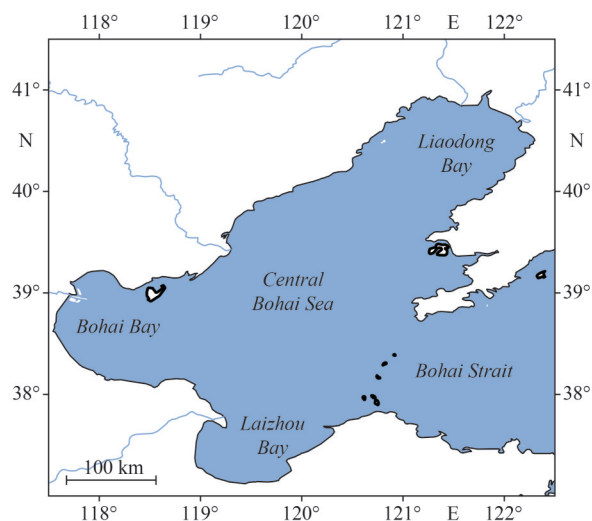 118° 119° 120° 121° E 122°
41° 41°
N N
Liaodong
Bay
40° 40°
Central
Bohai Sea
39° 39°
Bohai Bay
Bohai Strait
38° 38°
Laizhou
Bay
100 km
118° 119° 120° 121° E 122°